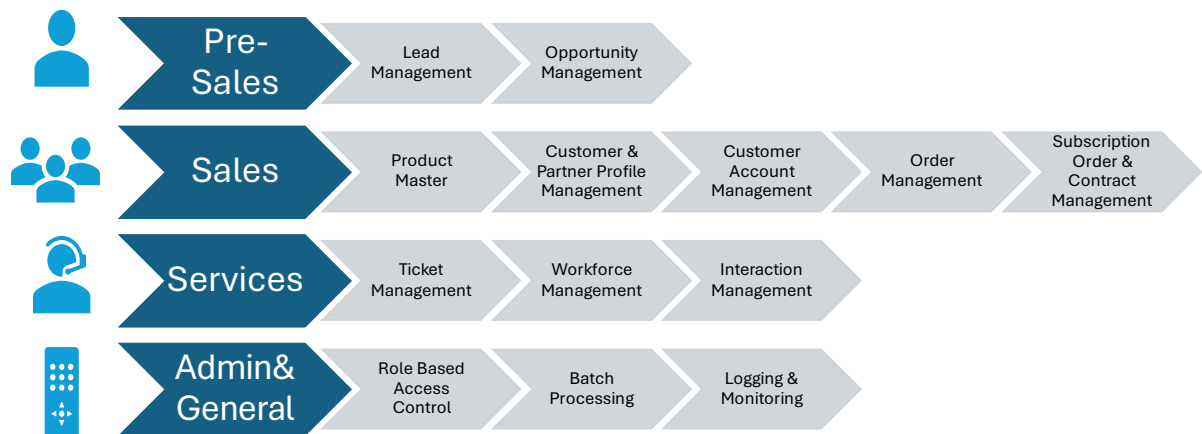 Pre-
Sales
Lead
Management
Opportunity
Management
Sales
Product
Master
Customer &
Partner Profile
Management
Customer
Account
Management
Order
Management
Subscription
Order &
Contract
Management
Services
Ticket
Management
Workforce
Management
Interaction
Management
Admin&
General
Role Based
Access
Control
Batch
Processing
Logging &
Monitoring